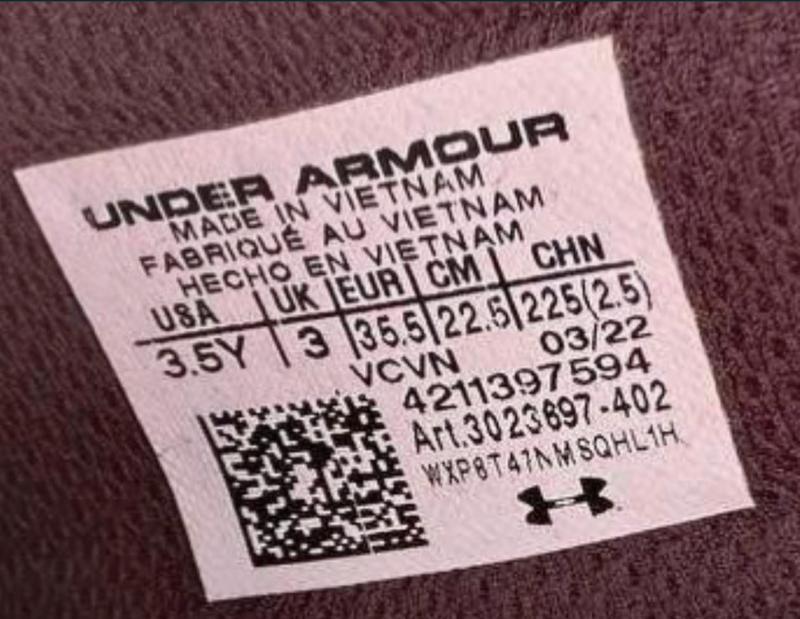 UNDER ARMOUR
MADE IN VIETNAM
FABRIQUÉ AU VIETNAM
HECHO EN VIETNAM
USA UK EUR CM CHN
3.5Y 3 35.5 22.5 225(2.5)
VCVN 03/22
4211397594
Art.3023697-402